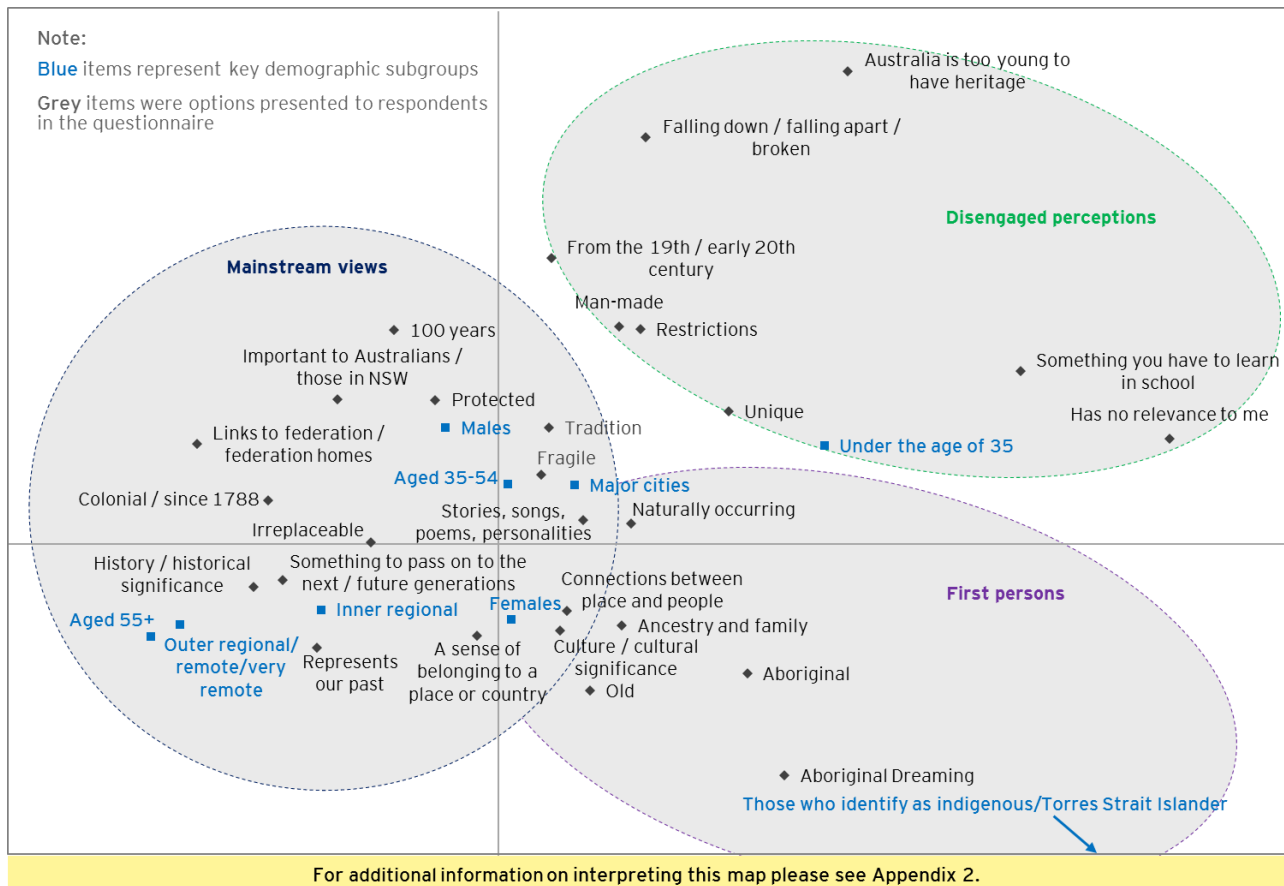 Note:
Blue items represent key demographic subgroups
Grey items were options presented to respondents
in the questionnaire
Australia is too young to
have heritage
Falling down / falling apart /
broken
Disengaged perceptions
From the 19th / early 20th
century
Man-made
Restrictions
Something you have to learn
in school
Unique
Has no relevance to me
Under the age of 35
Mainstream views
100 years
Important to Australians /
those in NSW
Protected
Males
Tradition
Links to federation /
federation homes
Fragile
Aged 35-54
Major cities
Colonial / since 1788
Stories, songs,
poems, personalities
Naturally occurring
Irreplaceable
History / historical
significance
Something to pass on to the
next / future generations
Connections between
place and people
First persons
Aged 55+
Inner regional
Females
Ancestry and family
Outer regional/
remote/very
remote
Represents
our past
A sense of
belonging to a
place or country
Culture / cultural
significance
Old
Aboriginal
Aboriginal Dreaming
Those who identify as indigenous/Torres Strait Islander
For additional information on interpreting this map please see Appendix 2.